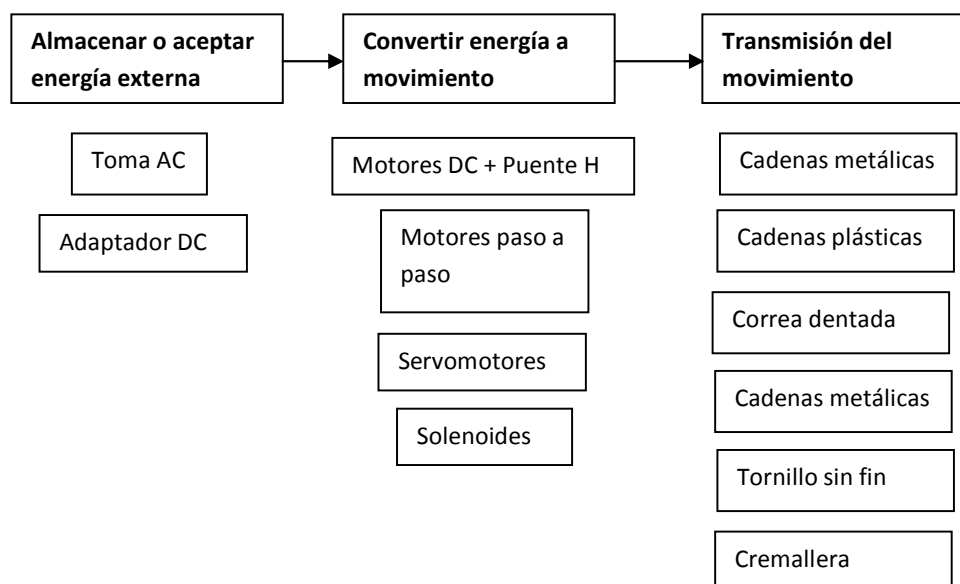 Almacenar o aceptar
energía externa
Convertir energía a
movimiento
Transmisión del
movimiento
Toma AC
Adaptador DC
Motores DC + Puente H
Motores paso a
paso
Servomotores
Solenoides
Cadenas metálicas
Cadenas plásticas
Correa dentada
Cadenas metálicas
Tornillo sin fin
Cremallera